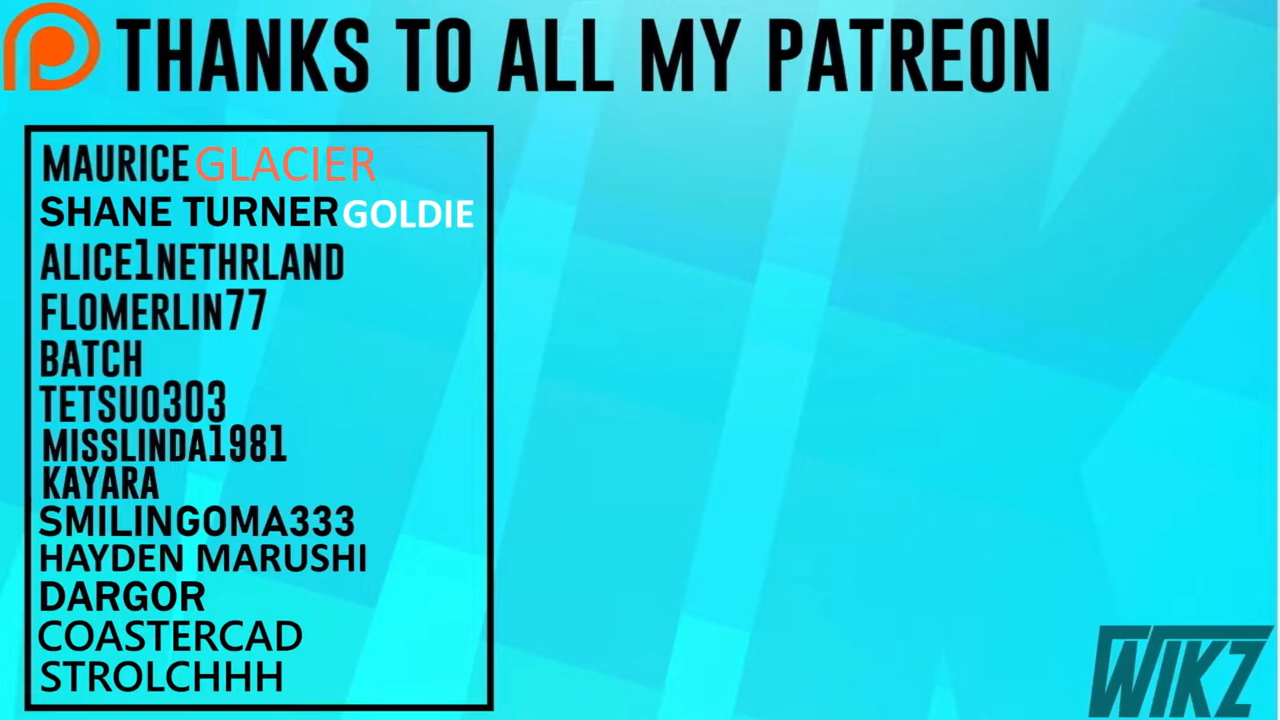 THANKS TO ALL MY PATREON
MAURICE GLACIER
SHANE TURNER GOLDIE
ALICE1NETHRLAND
FLOMERLIN77
BATCH
TETSUO303
MISSLINDA1981
KAYARA
SMILINGOMA333
HAYDEN MARUSHI
DARGOR
COASTERCAD
STROLCHHH
WIKZ